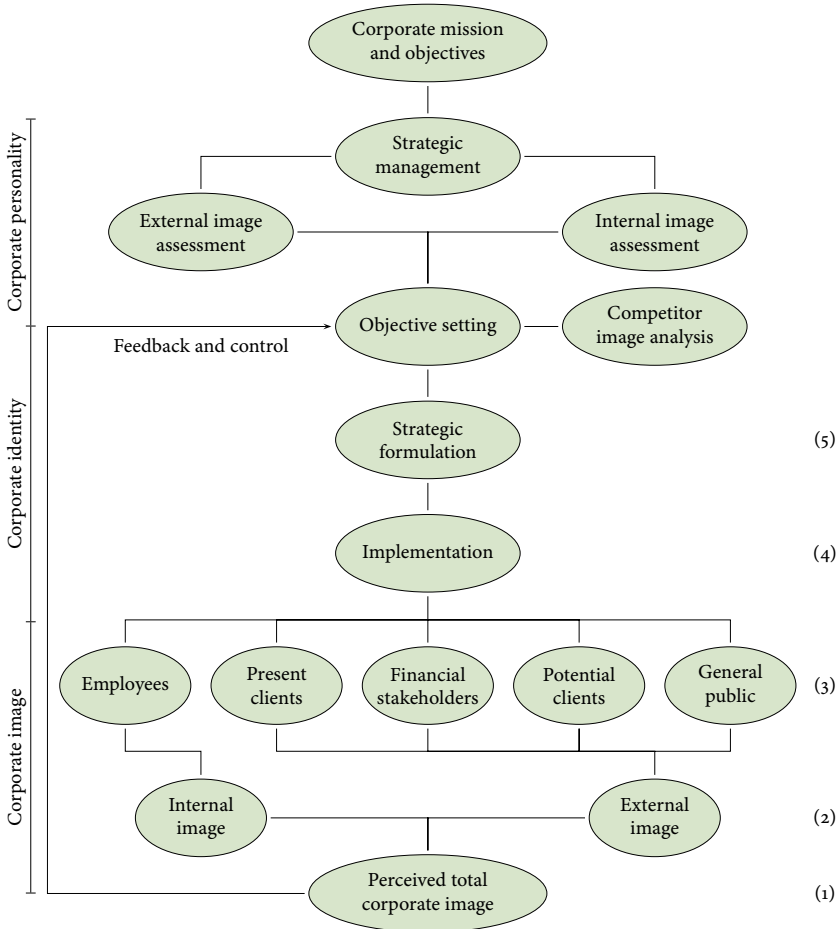 Corporate mission
and objectives
Strategic
management
External image
assessment
Internal image
assessment
Corporate personality
Objective setting
Competitor
image analysis
Feedback and control
Strategic
formulation
(5)
Corporate identity
Implementation
(4)
Employees
Present
clients
Financial
stakeholders
Potential
clients
General
public
(3)
Corporate image
Internal
image
External
image
(2)
Perceived total
corporate image
(1)